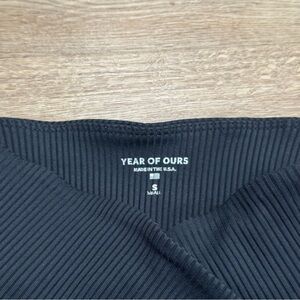 YEAR OF OURS
MADE IN THE U.S.A.
S
SMALL